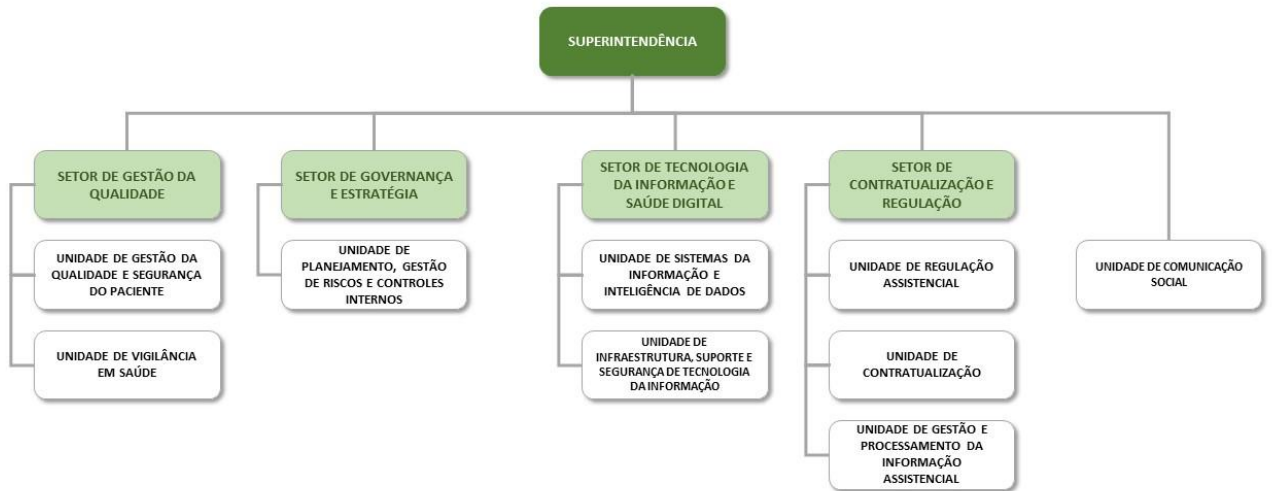 SUPERINTENDÊNCIA
SETOR DE GESTÃO DA
QUALIDADE
SETOR DE GOVERNANÇA
E ESTRATÉGIA
SETOR DE TECNOLOGIA
DA INFORMAÇÃO E
SAÚDE DIGITAL
SETOR DE
CONTRATUALIZAÇÃO E
REGULAÇÃO
UNIDADE DE GESTÃO DA
QUALIDADE E SEGURANÇA
DO PACIENTE
UNIDADE DE
PLANEJAMENTO, GESTÃO
DE RISCOS E CONTROLES
INTERNOS
UNIDADE DE SISTEMAS DA
INFORMAÇÃO E
INTELIGÊNCIA DE DADOS
UNIDADE DE REGULAÇÃO
ASSISTENCIAL
UNIDADE DE COMUNICAÇÃO
SOCIAL
UNIDADE DE VIGILÂNCIA
EM SAÚDE
UNIDADE DE
INFRAESTRUTURA, SUPORTE E
SEGURANÇA DE TECNOLOGIA
DA INFORMAÇÃO
UNIDADE DE
CONTRATUALIZAÇÃO
UNIDADE DE GESTÃO E
PROCESSAMENTO DA
INFORMAÇÃO
ASSISTENCIAL